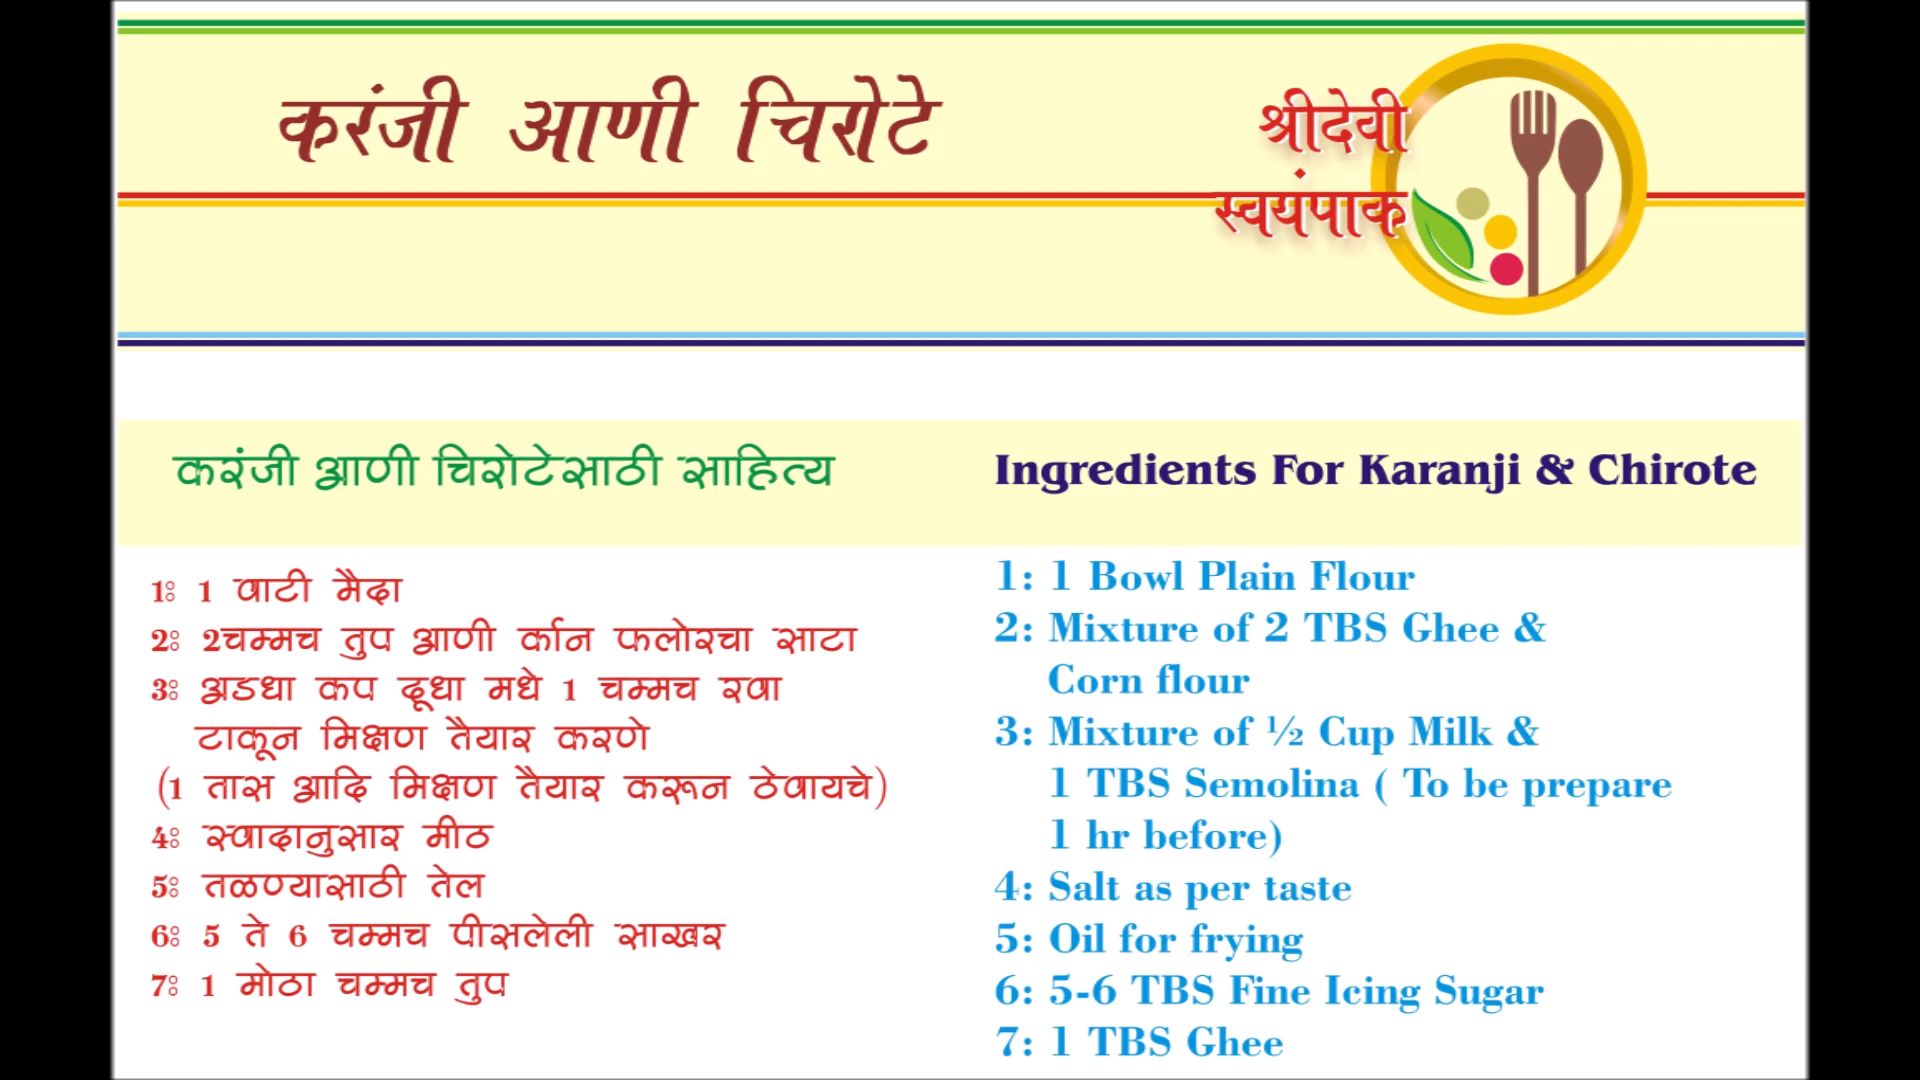 करंजी आणी चिरोटे
श्रीदेवी
स्वयंपाक
करंजी आणी चिरोटेसाठी साहित्य
1: 1 वाटी मैदा
2: 2चम्मच तुप आणी कॉर्न फलोरचा साटा
3: अडधा कप दूधा मधे 1 चम्मच रवा
टाकून मिक्षण तैयार करणे
(1 तास आदि मिक्षण तैयार करून ठेवायचे)
4: स्वादानुसार मीठ
5: तळण्यासाठी तेल
6: 5 ते 6 चम्मच पीसलेली साखर
7: 1 मोठा चम्मच तुप
Ingredients For Karanji & Chirote
1: 1 Bowl Plain Flour
2: Mixture of 2 TBS Ghee &
Corn flour
3: Mixture of ½ Cup Milk &
1 TBS Semolina ( To be prepare
1 hr before)
4: Salt as per taste
5: Oil for frying
6: 5-6 TBS Fine Icing Sugar
7: 1 TBS Ghee